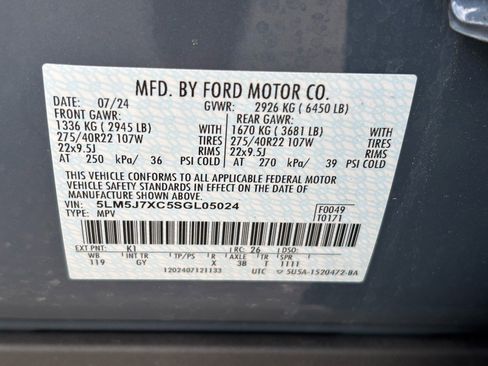 MFD. BY FORD MOTOR CO.
DATE: 07/24 GVWR: 2926 KG ( 6450 LB)
FRONT GAWR: REAR GAWR:
1336 KG ( 2945 LB) WITH 1670 KG ( 3681 LB) WITH
275/40R22 107W TIRES 275/40R22 107W TIRES
22x9.5J RIMS 22x9.5J RIMS
AT 250 kPa/ 36 PSI COLD AT 270 kPa/ 39 PSI COLD
THIS VEHICLE CONFORMS TO ALL APPLICABLE FEDERAL MOTOR
VEHICLE SAFETY AND BUMPER STANDARDS IN EFFECT ON THE DATE OF
MANUFACTURE SHOWN ABOVE.
VIN: 5LM5J7XC5SGL05024 F0049
TYPE: MPV T0171
EXT PNT: K1 RC: 26 DSO:
WB INT TR TP/PS R AXLE TR SPR
119 GY X 3B T 1111
1202407121133 UTC 5U5A-1520472-BA